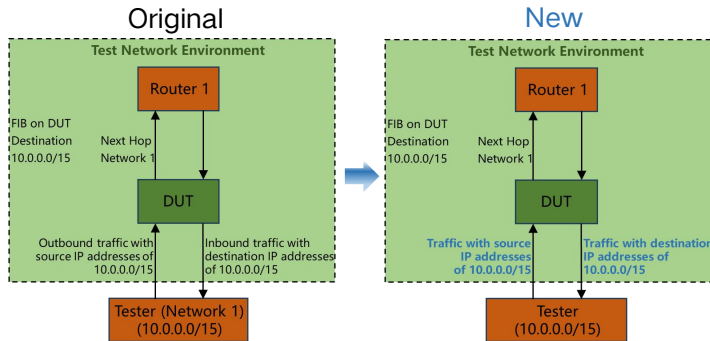 Original
Test Network Environment
Router 1
FIB on DUT
Destination
10.0.0.0/15
Next Hop
Network 1
DUT
Outbound traffic with
source IP addresses of
10.0.0.0/15
Inbound traffic with
destination IP addresses
of 10.0.0.0/15
Tester (Network 1)
(10.0.0.0/15)
New
Test Network Environment
Router 1
FIB on DUT
Destination
10.0.0.0/15
Next Hop
Network 1
DUT
Traffic with source
IP addresses
of 10.0.0.0/15
Traffic with destination
IP addresses of
10.0.0.0/15
Tester
(10.0.0.0/15)